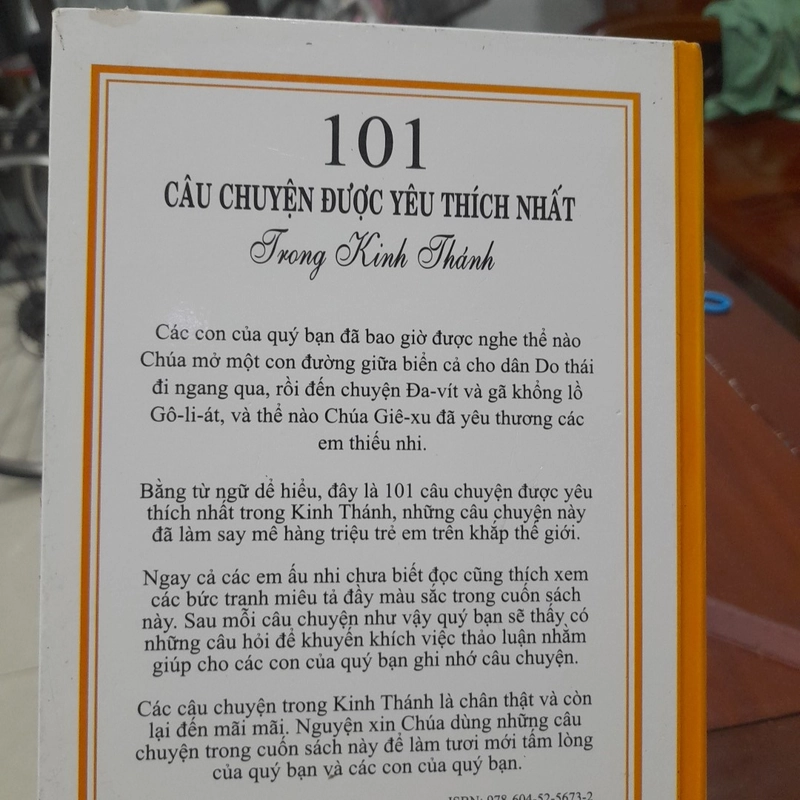 101
CÂU CHUYỆN ĐƯỢC YÊU THÍCH NHẤT
Trong Kinh Thánh
Các con của quý bạn đã bao giờ được nghe thể nào
Chúa mở một con đường giữa biển cả cho dân Do thái
đi ngang qua, rồi đến chuyện Đa-vít và gã khổng lồ
Gô-li-át, và thể nào Chúa Giê-xu đã yêu thương các
em thiếu nhi.
Bằng từ ngữ dể hiểu, đây là 101 câu chuyện được yêu
thích nhất trong Kinh Thánh, những câu chuyện này
đã làm say mê hàng triệu trẻ em trên khắp thế giới.
Ngay cả các em ấu nhi chưa biết đọc cũng thích xem
các bức tranh miêu tả đầy màu sắc trong cuốn sách
này. Sau mỗi câu chuyện như vậy quý bạn sẽ thấy có
những câu hỏi để khuyến khích việc thảo luận nhằm
giúp cho các con của quý bạn ghi nhớ câu chuyện.
Các câu chuyện trong Kinh Thánh là chân thật và còn
lại đến mãi mãi. Nguyện xin Chúa dùng những câu
chuyện trong cuốn sách này để làm tươi mới tấm lòng
của quý bạn và các con của quý bạn.
ISBN: 978-604-52-5673-2